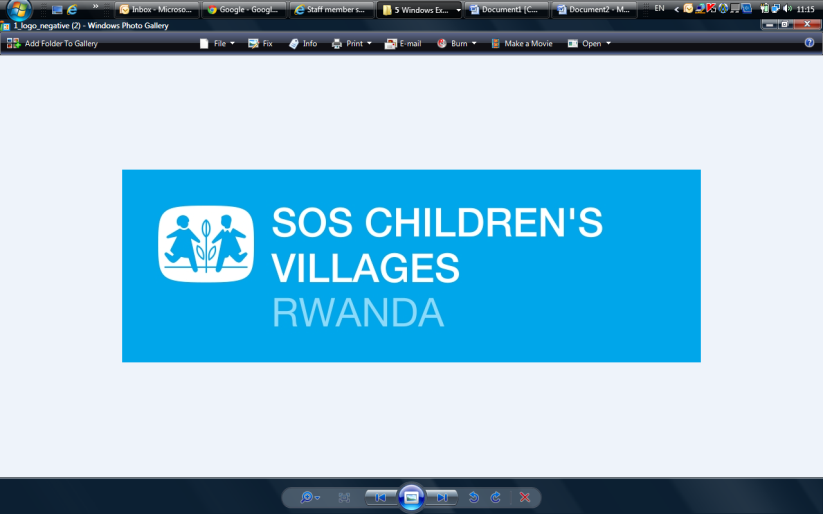 Inbox - Microso...
Google - Googl...
Staff member s...
5 Windows Ex...
Document1 [C...
Document2 - M...
EN
11:15
1_logo_negative (2) - Windows Photo Gallery
Add Folder To Gallery
File
Fix
Info
Print
E-mail
Burn
Make a Movie
Open
SOS CHILDREN'S
VILLAGES
RWANDA